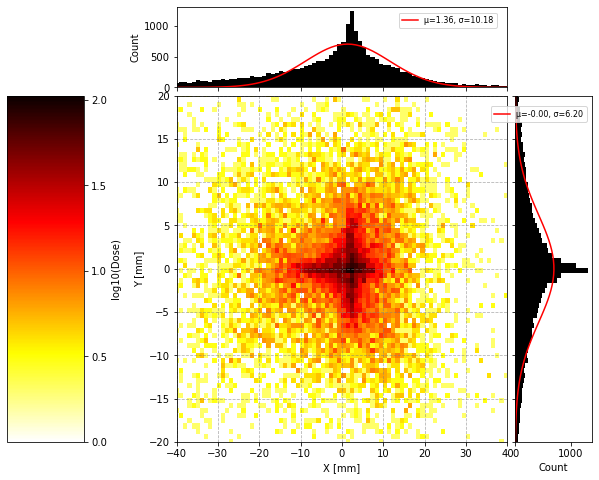 1000
500
0
Count
μ=1.36, σ=10.18
2.0
1.5
1.0
0.5
0.0
log10(Dose)
20
15
10
5
0
−5
−10
−15
−20
Y [mm]
−40 −30 −20 −10 0 10 20 30 40
X [mm]
μ=-0.00, σ=6.20
0 1000
Count